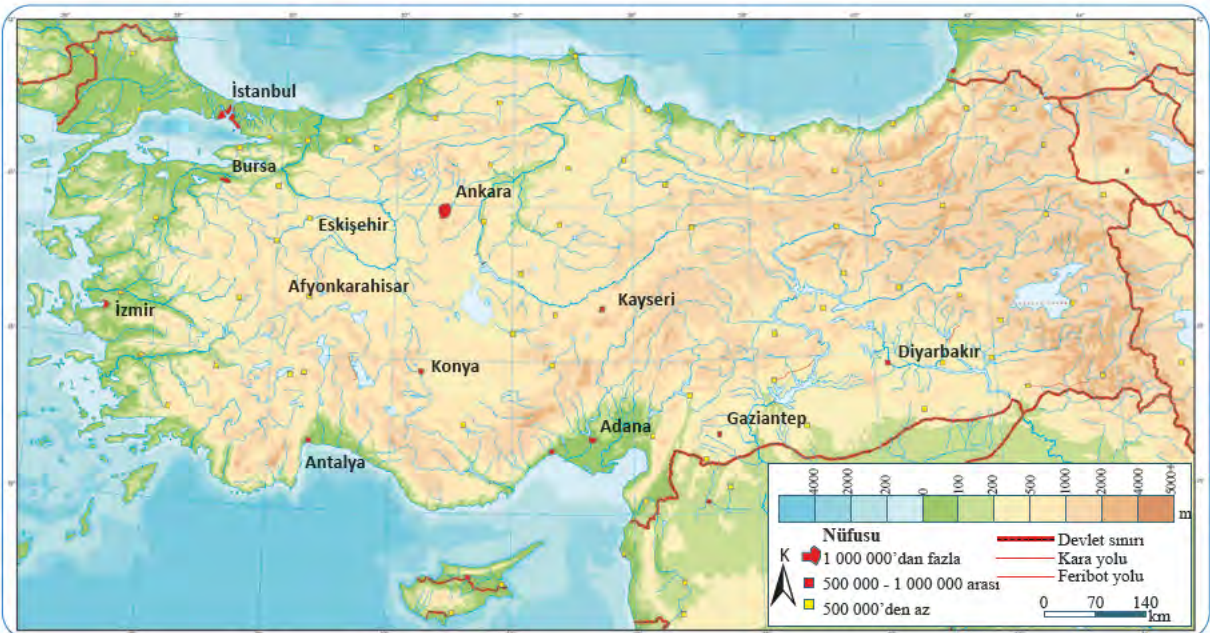 İstanbul
Bursa
Ankara
Eskişehir
Afyonkarahisar
Kayseri
İzmir
Konya
Diyarbakır
Adana
Gaziantep
Antalya
4000 2000 200 0 100 200 500 1000 2000 4000 5000+ m
Nüfusu
K
1 000 000'dan fazla
500 000 - 1 000 000 arası
500 000'den az
Devlet sınırı
Kara yolu
Feribot yolu
0 70 140
km